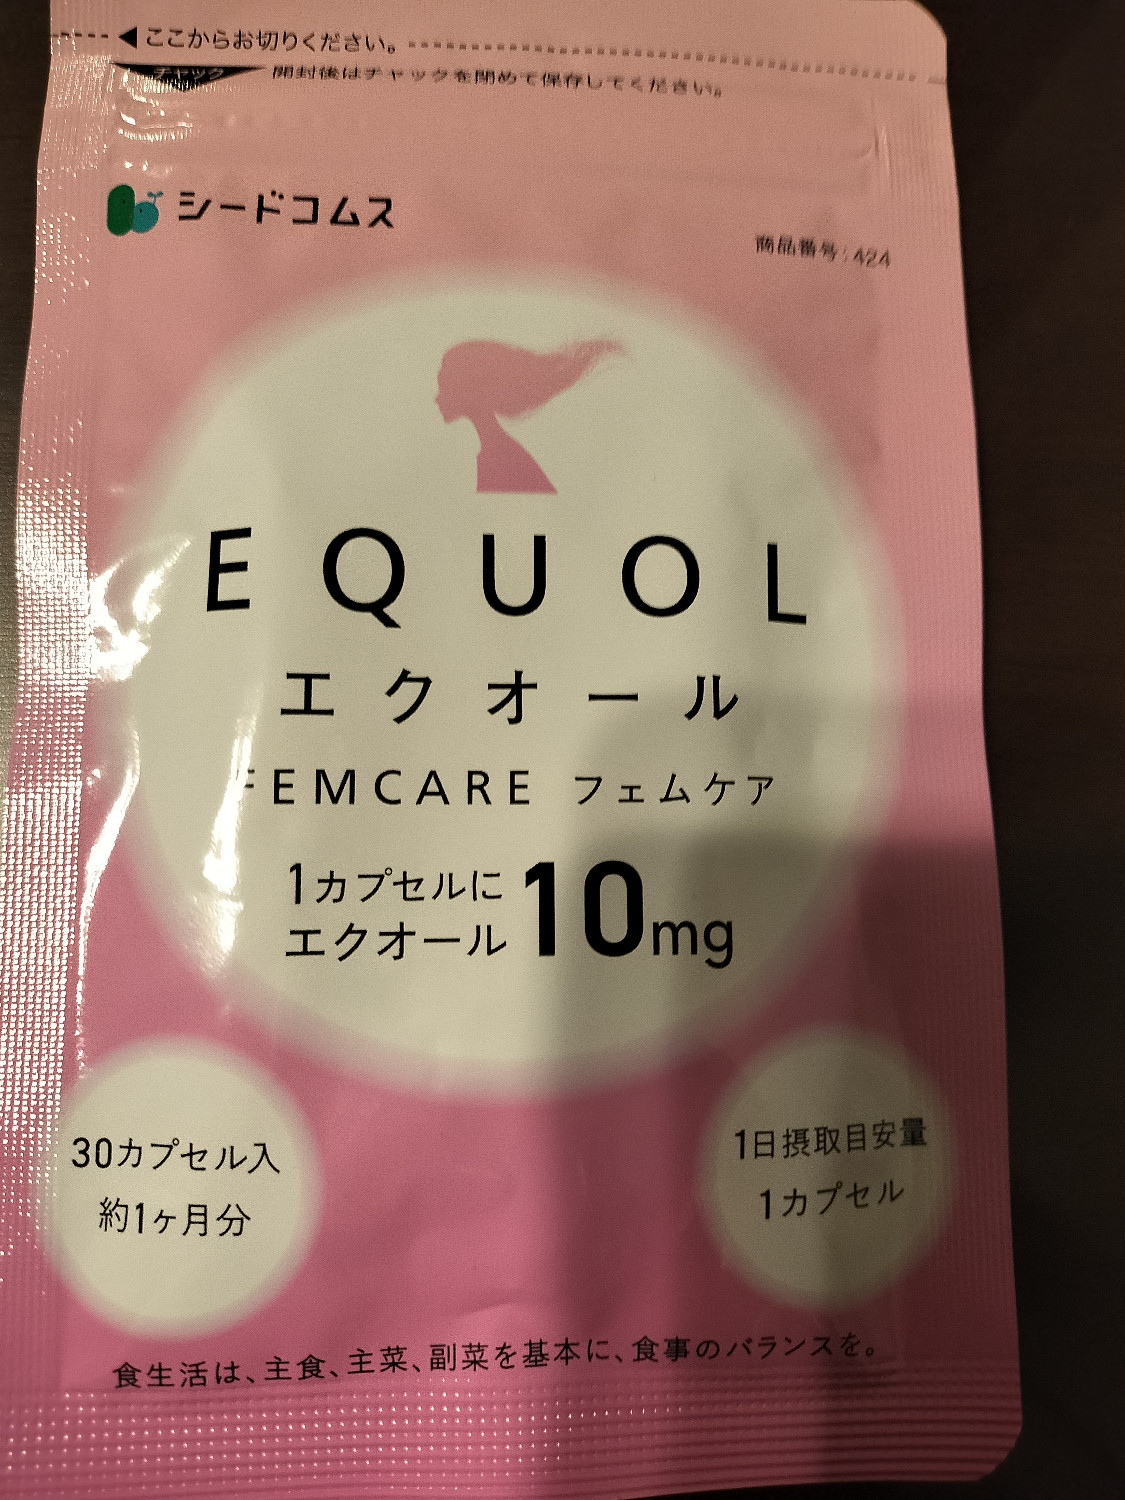 ここからお切りください。
チャック
開封後はチャックを閉めて保存してください。
シードコムス
商品番号:424
EQUOL
エクオール
FEMCARE フェムケア
1カプセルに
エクオール 10mg
30カプセル入
約1ヶ月分
1日摂取目安量
1カプセル
食生活は、主食、主菜、副菜を基本に、食事のバランスを。